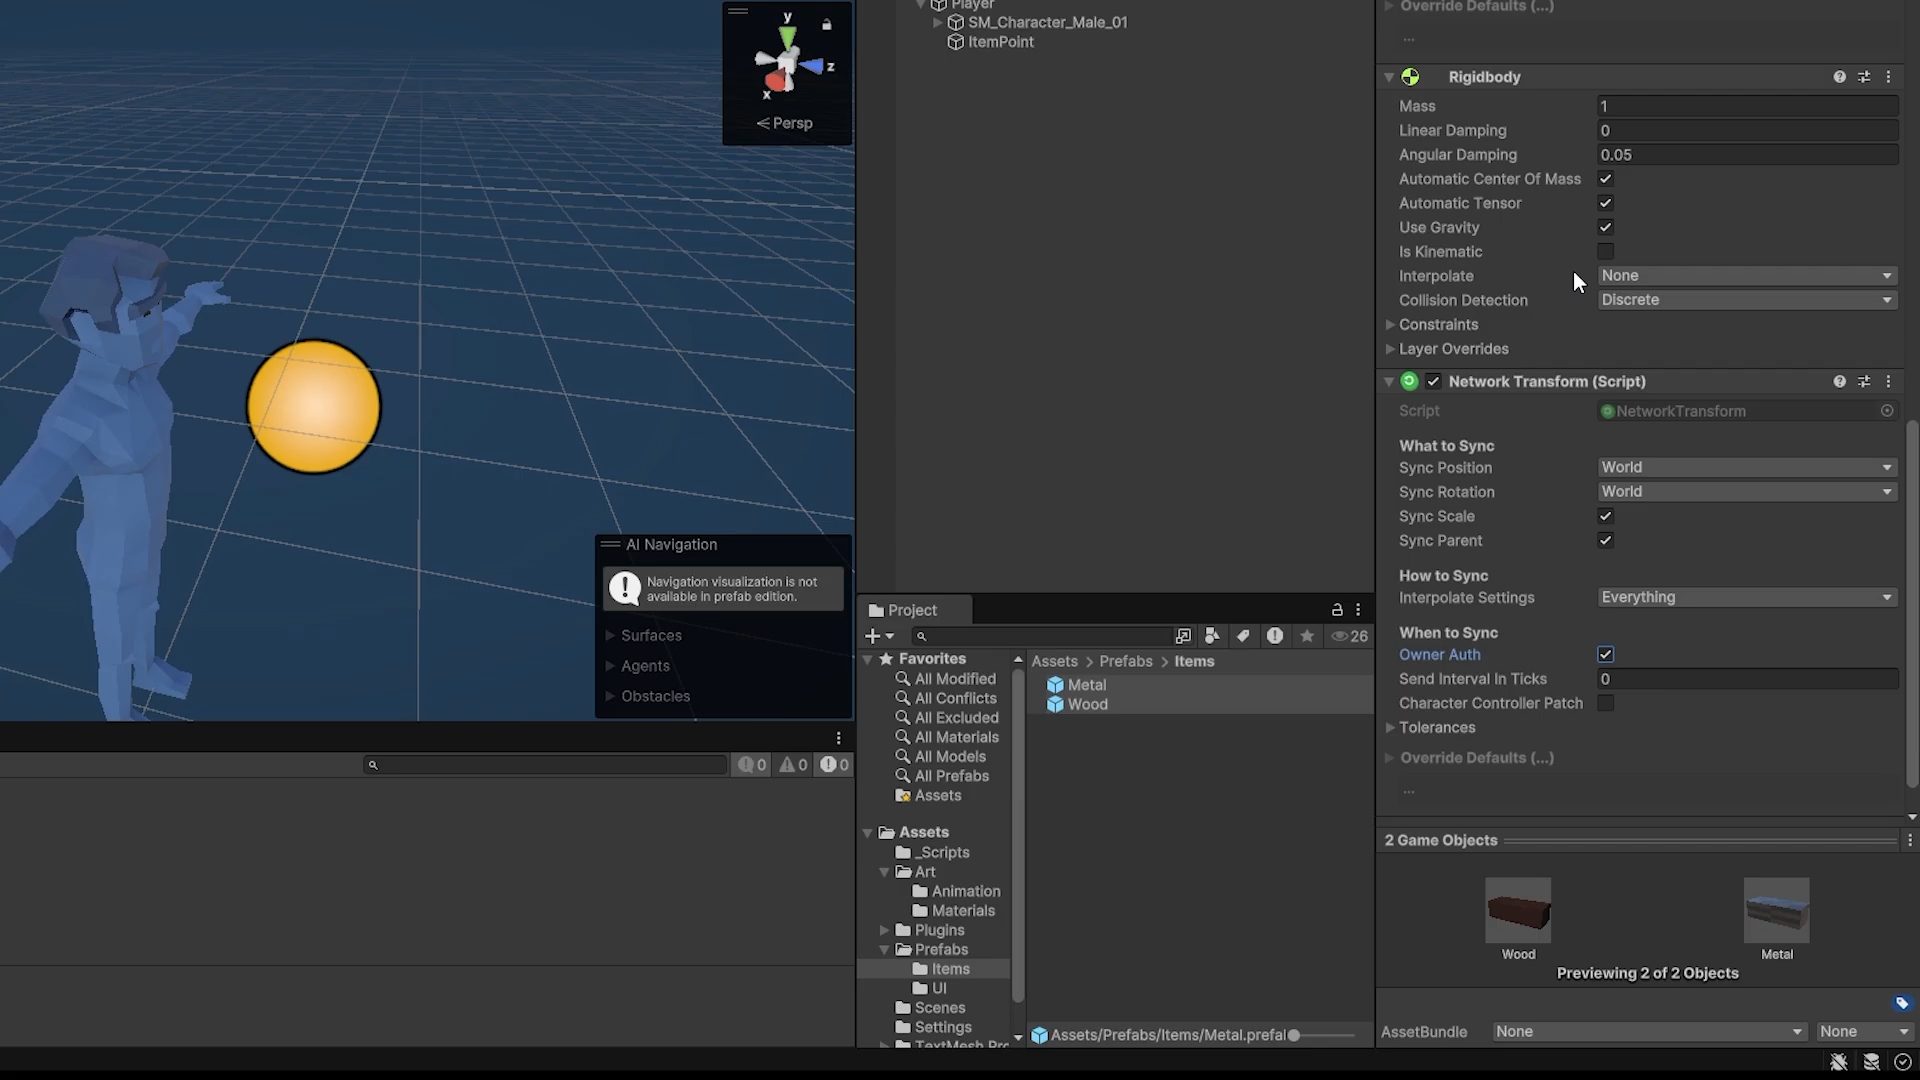 y
z
x
Persp
AI Navigation
Navigation visualization is not
available in prefab edition.
Surfaces
Agents
Obstacles
0
0
0
Player
SM_Character_Male_01
ItemPoint
Project
26
Favorites
All Modified
All Conflicts
All Excluded
All Materials
All Models
All Prefabs
Assets
Assets
_Scripts
Art
Animation
Materials
Plugins
Prefabs
Items
UI
Scenes
Settings
TextMesh Pro
Assets > Prefabs > Items
Metal
Wood
Assets/Prefabs/Items/Metal.prefal
Override Defaults (...)
...
Rigidbody
Mass 1
Linear Damping 0
Angular Damping 0.05
Automatic Center Of Mass
Automatic Tensor
Use Gravity
Is Kinematic
Interpolate None
Collision Detection Discrete
Constraints
Layer Overrides
Network Transform (Script)
Script NetworkTransform
What to Sync
Sync Position World
Sync Rotation World
Sync Scale
Sync Parent
How to Sync
Interpolate Settings Everything
When to Sync
Owner Auth
Send Interval In Ticks 0
Character Controller Patch
Tolerances
Override Defaults (...)
...
2 Game Objects
Wood
Metal
Previewing 2 of 2 Objects
AssetBundle None None